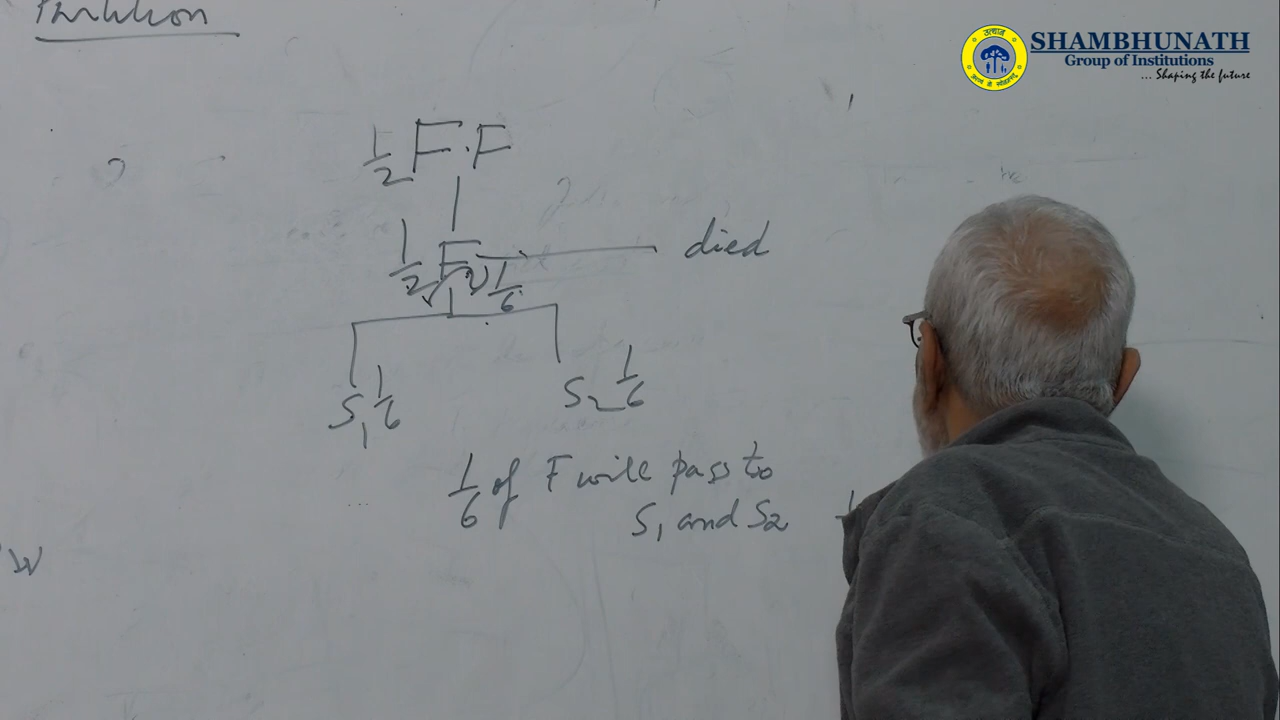 Partition
उत्थान
SHAMBHUNATH
Group of Institutions
... Shaping the future
1/2 F.F
1/2 F 1/6 died
S1 1/6
S2 1/6
1/6 of F will pass to
S1 and S2
W